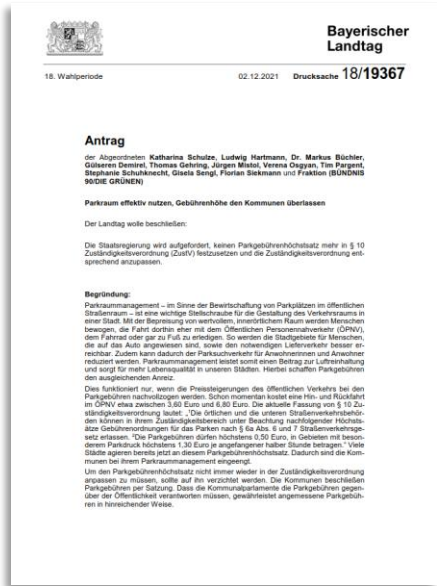 Bayerischer
Landtag
18. Wahlperiode 02.12.2021 Drucksache 18/19367
Antrag
der Abgeordneten Katharina Schulze, Ludwig Hartmann, Dr. Markus Büchler,
Gülseren Demirel, Thomas Gehring, Jürgen Mistol, Verena Osgyan, Tim Pargent,
Stephanie Schuhknecht, Gisela Sengl, Florian Siekmann und Fraktion (BÜNDNIS
90/DIE GRÜNEN)
Parkraum effektiv nutzen, Gebührenhöhe den Kommunen überlassen
Der Landtag wolle beschließen:
Die Staatsregierung wird aufgefordert, keinen Parkgebührenhöchstsatz mehr in § 10
Zuständigkeitsverordnung (ZustV) festzusetzen und die Zuständigkeitsverordnung ent-
sprechend anzupassen.
Begründung:
Parkraummanagement – im Sinne der Bewirtschaftung von Parkplätzen im öffentlichen
Straßenraum – ist eine wichtige Stellschraube für die Gestaltung des Verkehrsraums in
einer Stadt. Mit der Bepreisung von wertvollem, innerörtlichem Raum werden Menschen
bewogen, die Fahrt dorthin eher mit dem Öffentlichen Personennahverkehr (ÖPNV),
dem Fahrrad oder gar zu Fuß zu erledigen. So werden die Stadtgebiete für Menschen,
die auf das Auto angewiesen sind, sowie den notwendigen Lieferverkehr besser er-
reichbar. Zudem kann dadurch der Parksuchverkehr für Anwohnerinnen und Anwohner
reduziert werden. Parkraummanagement leistet somit einen Beitrag zur Luftreinhaltung
und sorgt für mehr Lebensqualität in unseren Städten. Hierbei schaffen Parkgebühren
den ausgleichenden Anreiz.
Dies funktioniert nur, wenn die Preissteigerungen des öffentlichen Verkehrs bei den
Parkgebühren nachvollzogen werden. Schon momentan kostet eine Hin- und Rückfahrt
im ÖPNV etwa zwischen 3,60 Euro und 6,80 Euro. Die aktuelle Fassung von § 10 Zu-
ständigkeitsverordnung lautet: „¹Die örtlichen und die unteren Straßenverkehrsbehör-
den können in ihrem Zuständigkeitsbereich unter Beachtung nachfolgender Höchst-
sätze Gebührenordnungen für das Parken nach § 6a Abs. 6 und 7 Straßenverkehrsge-
setz erlassen. ²Die Parkgebühren dürfen höchstens 0,50 Euro, in Gebieten mit beson-
derem Parkdruck höchstens 1,30 Euro je angefangener halber Stunde betragen.“ Viele
Städte agieren bereits jetzt an diesem Parkgebührenhöchstsatz. Dadurch sind die Kom-
munen bei ihrem Parkraummanagement eingeengt.
Um den Parkgebührenhöchstsatz nicht immer wieder in der Zuständigkeitsverordnung
anpassen zu müssen, sollte auf ihn verzichtet werden. Die Kommunen beschließen
Parkgebühren per Satzung. Dass die Kommunalparlamente die Parkgebühren gegen-
über der Öffentlichkeit verantworten müssen, gewährleistet angemessene Parkgebüh-
ren in hinreichender Weise.